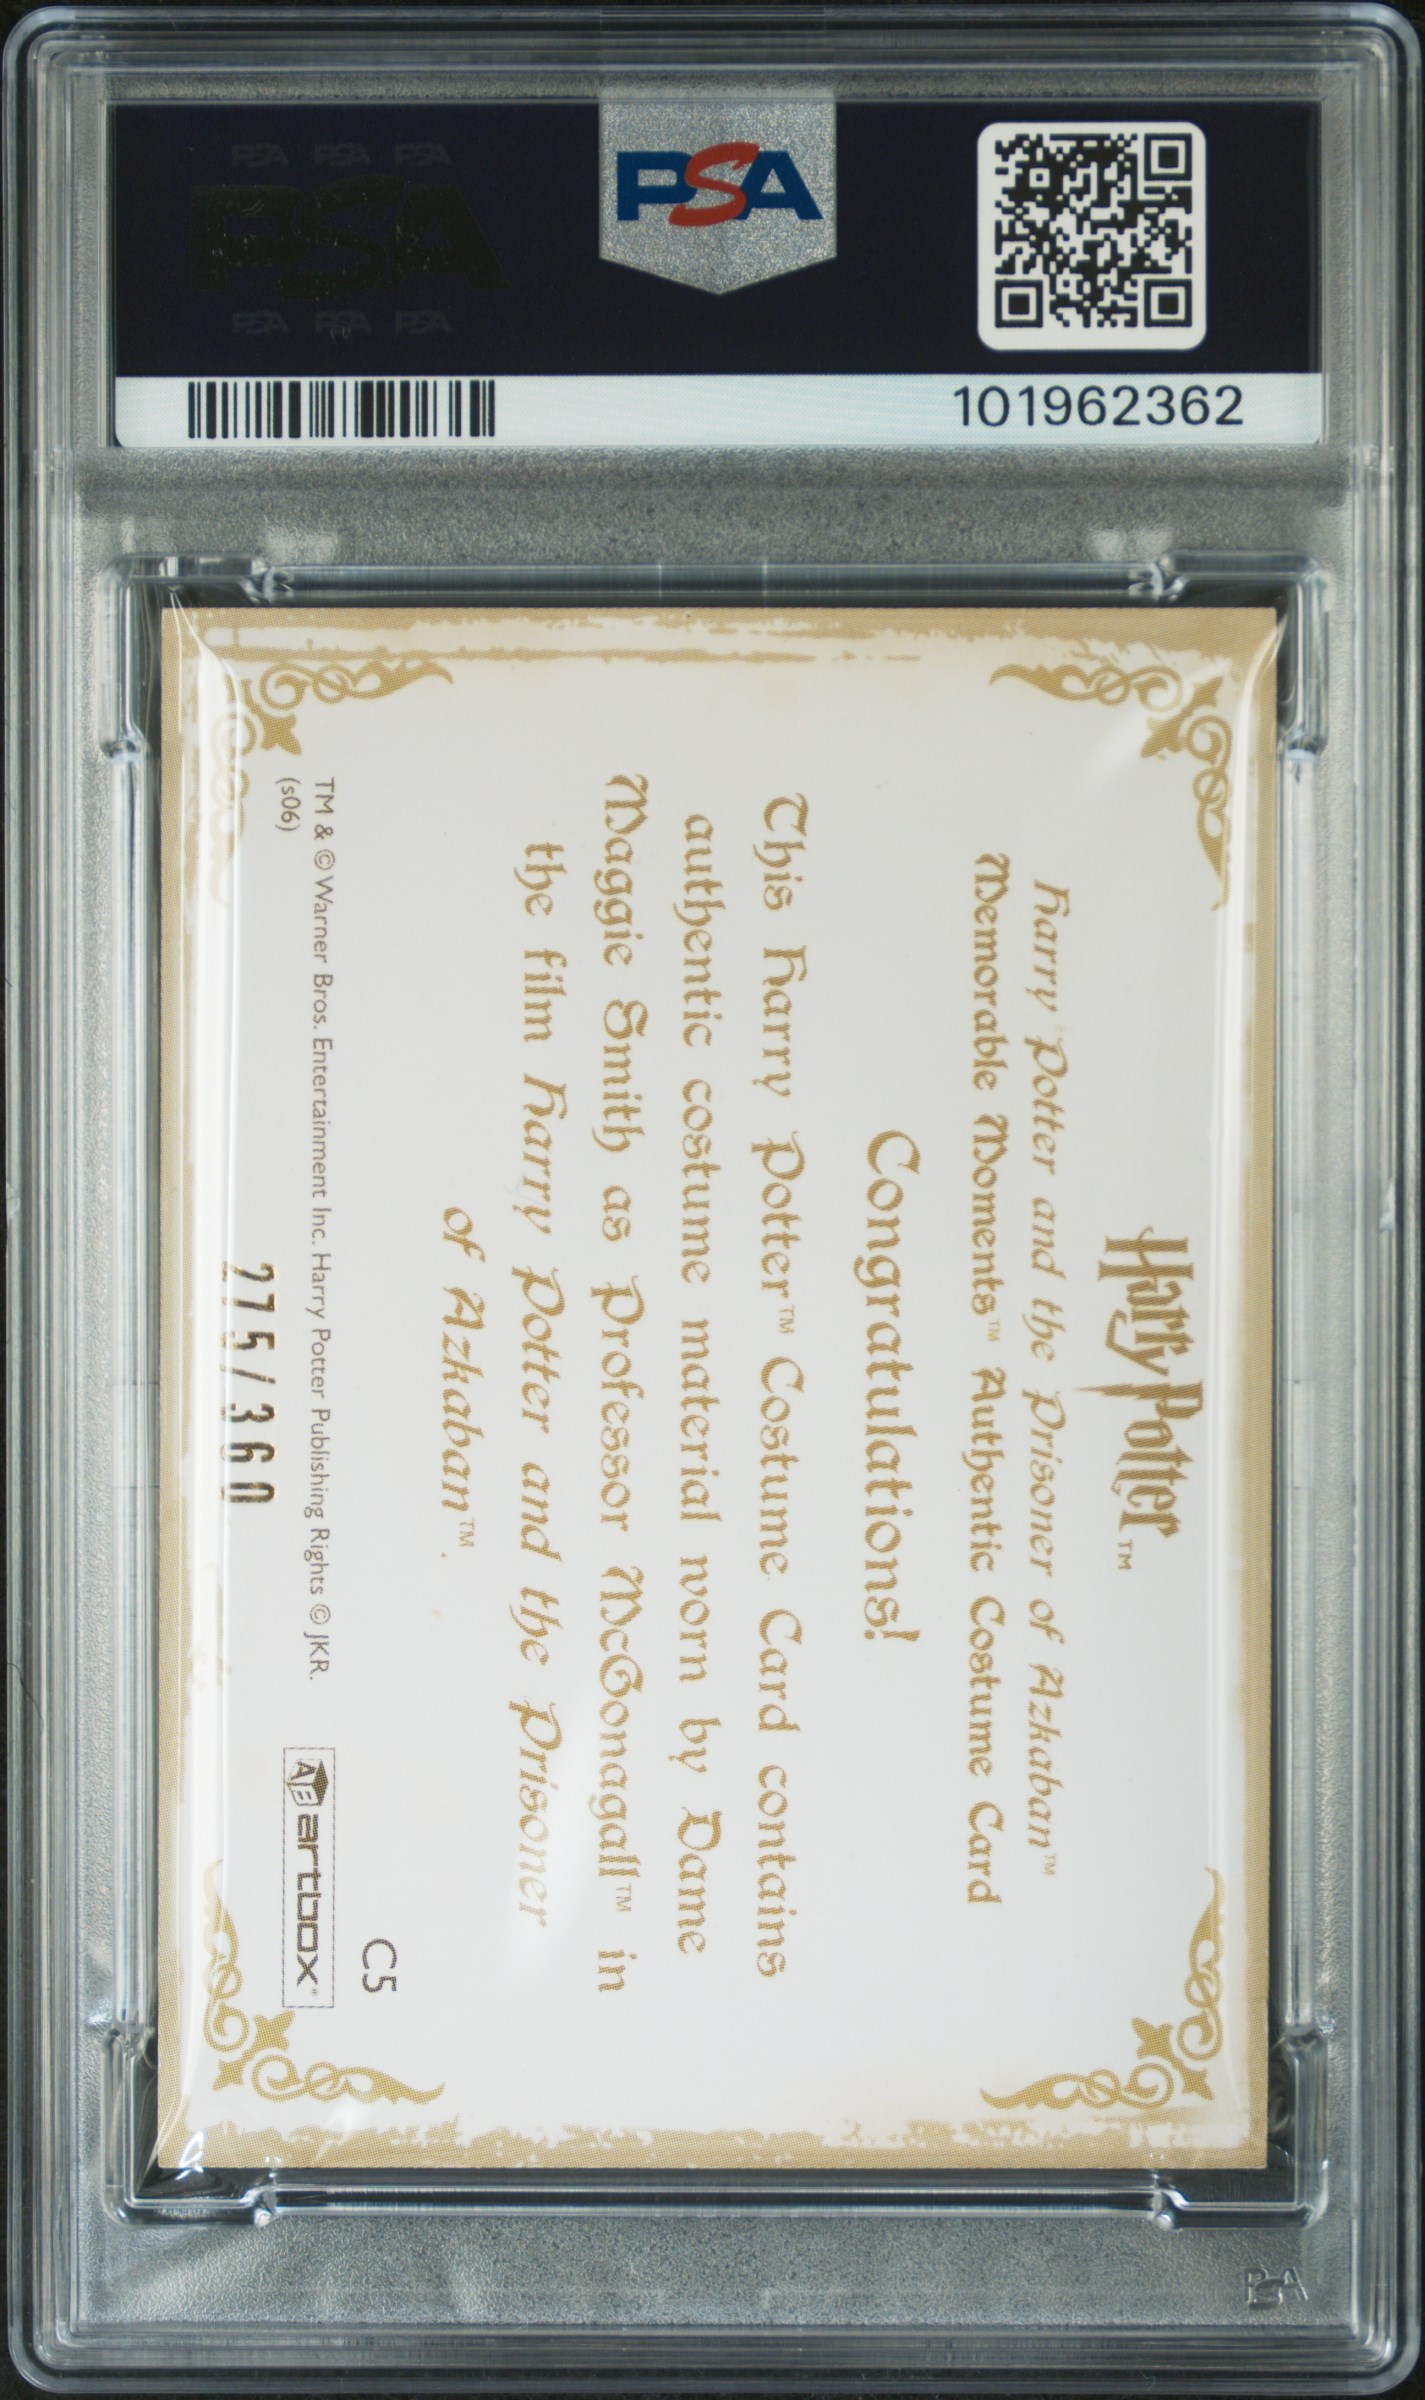 PSA PSA PSA
PSA
PSA PSA PSA
PSA
101962362
Harry Potter™
Harry Potter and the Prisoner of Azkaban™
Memorable Moments™ Authentic Costume Card
Congratulations!
This Harry Potter™ Costume Card contains
authentic costume material worn by Dame
Maggie Smith as Professor McGonagall™ in
the film Harry Potter and the Prisoner
of Azkaban™.
C5
TM & © Warner Bros. Entertainment Inc. Harry Potter Publishing Rights © JKR.
(s06)
artbox
275/360
PSA